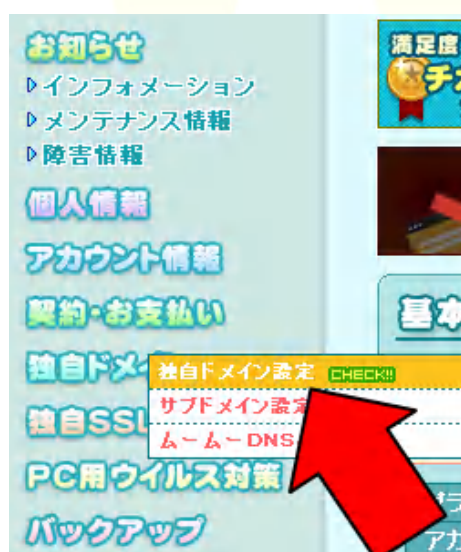 お知らせ
インフォメーション
メンテナンス情報
障害情報
個人情報
アカウント情報
契約・お支払い
独自ドメイ
独自ドメイン設定 CHECK!!
サブドメイン設定
独自SSL
ムームーDNS
PC用ウイルス対策
バックアップ
満足度
チカ
基本
アカ